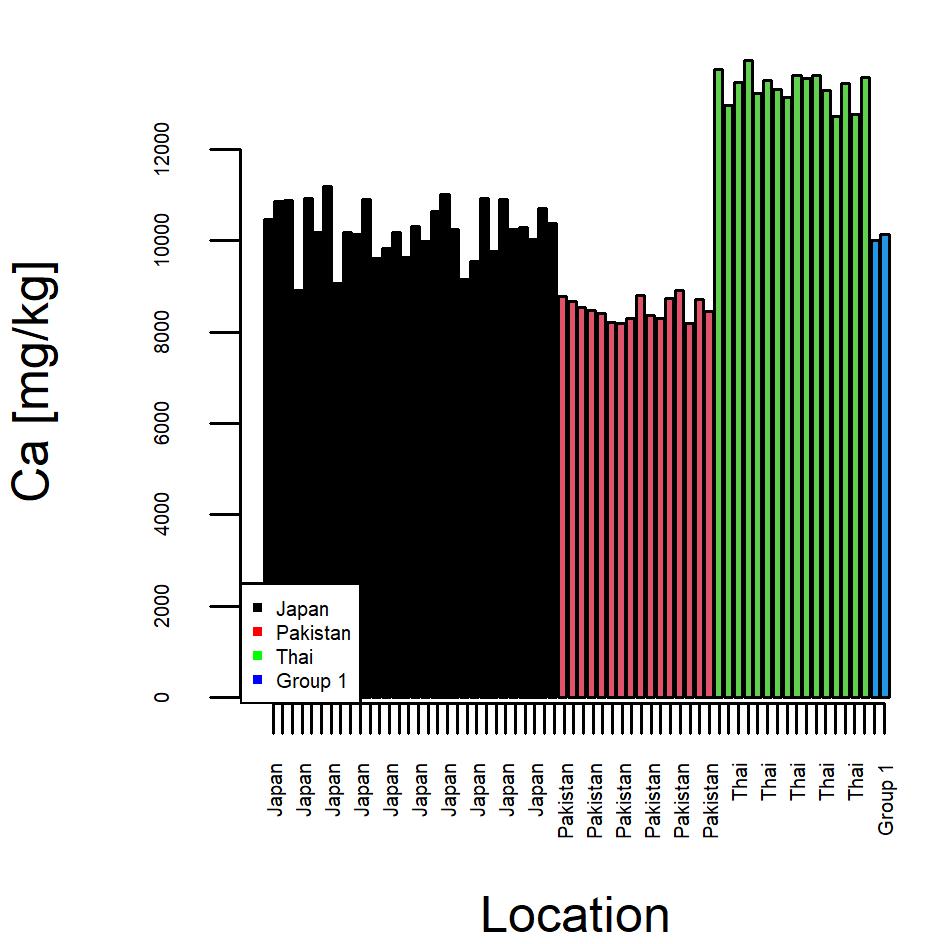 Ca [mg/kg]
12000
10000
8000
6000
4000
2000
0
Japan
Pakistan
Thai
Group 1
Japan
Japan
Japan
Japan
Japan
Japan
Japan
Japan
Japan
Japan
Pakistan
Pakistan
Pakistan
Pakistan
Pakistan
Pakistan
Thai
Thai
Thai
Thai
Thai
Group 1
Location